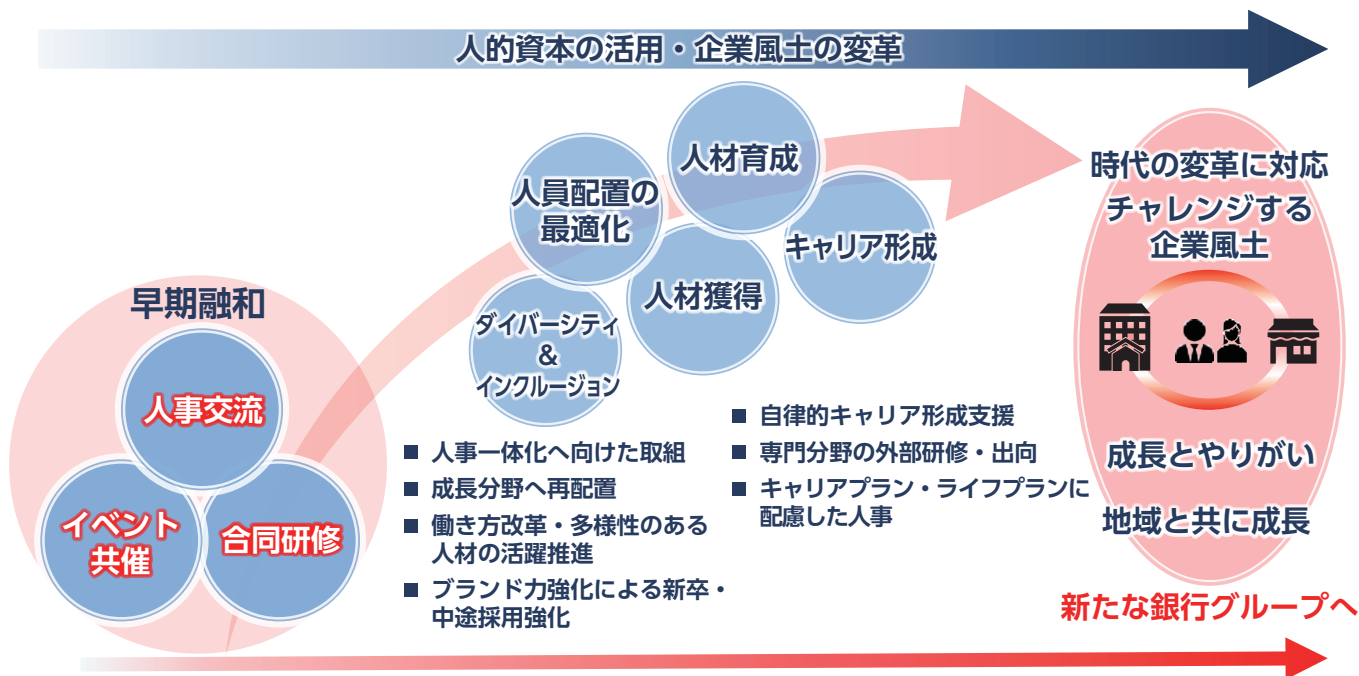 人的資本の活用・企業風土の変革
早期融和
人事交流
イベント
共催
合同研修
人員配置の
最適化
人材育成
ダイバーシティ
&
インクルージョン
人材獲得
キャリア形成
■ 人事一体化へ向けた取組
■ 成長分野へ再配置
■ 働き方改革・多様性のある
人材の活躍推進
■ ブランド力強化による新卒・
中途採用強化
■ 自律的キャリア形成支援
■ 専門分野の外部研修・出向
■ キャリアプラン・ライフプランに
配慮した人事
時代の変革に対応
チャレンジする
企業風土
成長とやりがい
地域と共に成長
新たな銀行グループへ